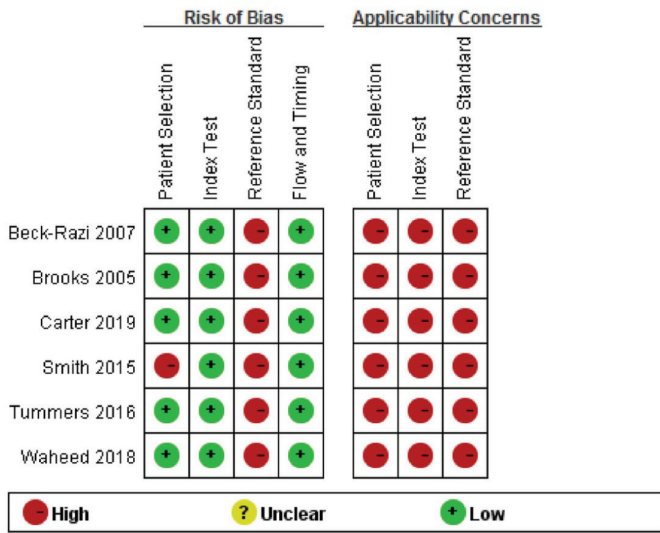 Risk of Bias
Applicability Concerns
Patient Selection
Index Test
Reference Standard
Flow and Timing
Patient Selection
Index Test
Reference Standard
Beck-Razi 2007 + + - + - - -
Brooks 2005 + + - + - - -
Carter 2019 + + - + - - -
Smith 2015 - + - + - - -
Tummers 2016 + + - + - - -
Waheed 2018 + + - + - - -
- High ? Unclear + Low